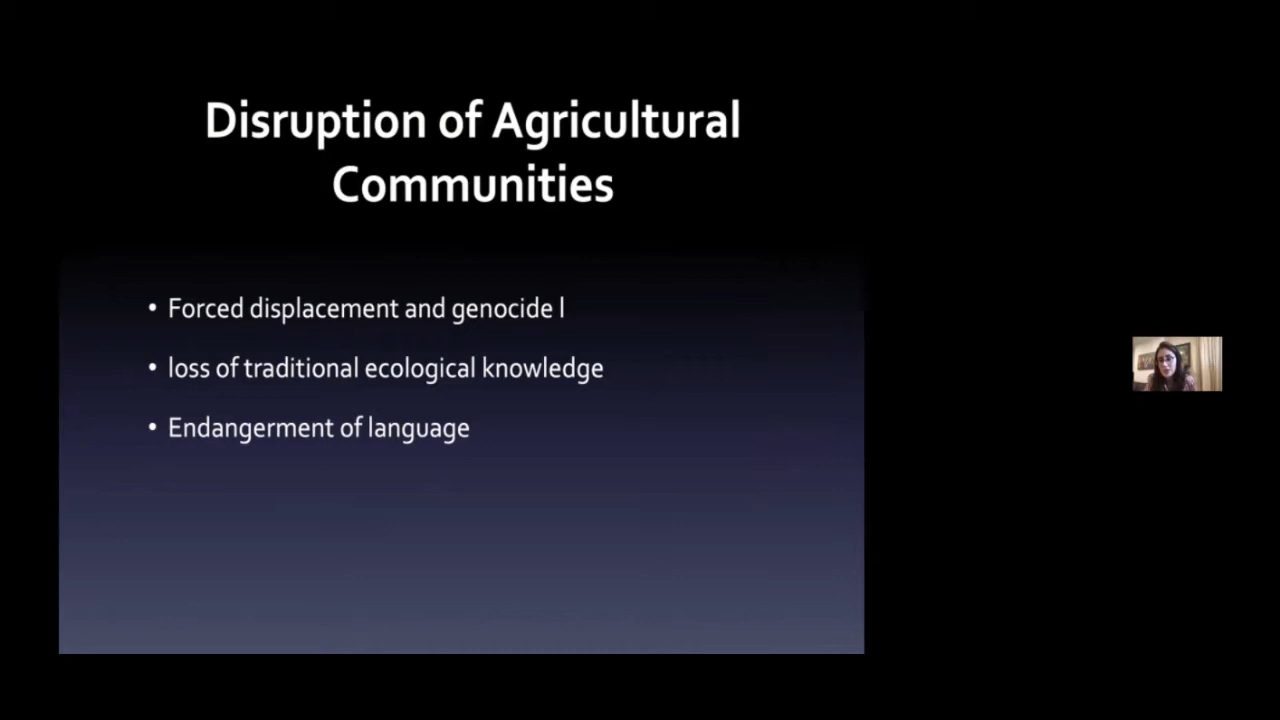 Disruption of Agricultural
Communities
• Forced displacement and genocide l
• loss of traditional ecological knowledge
• Endangerment of language